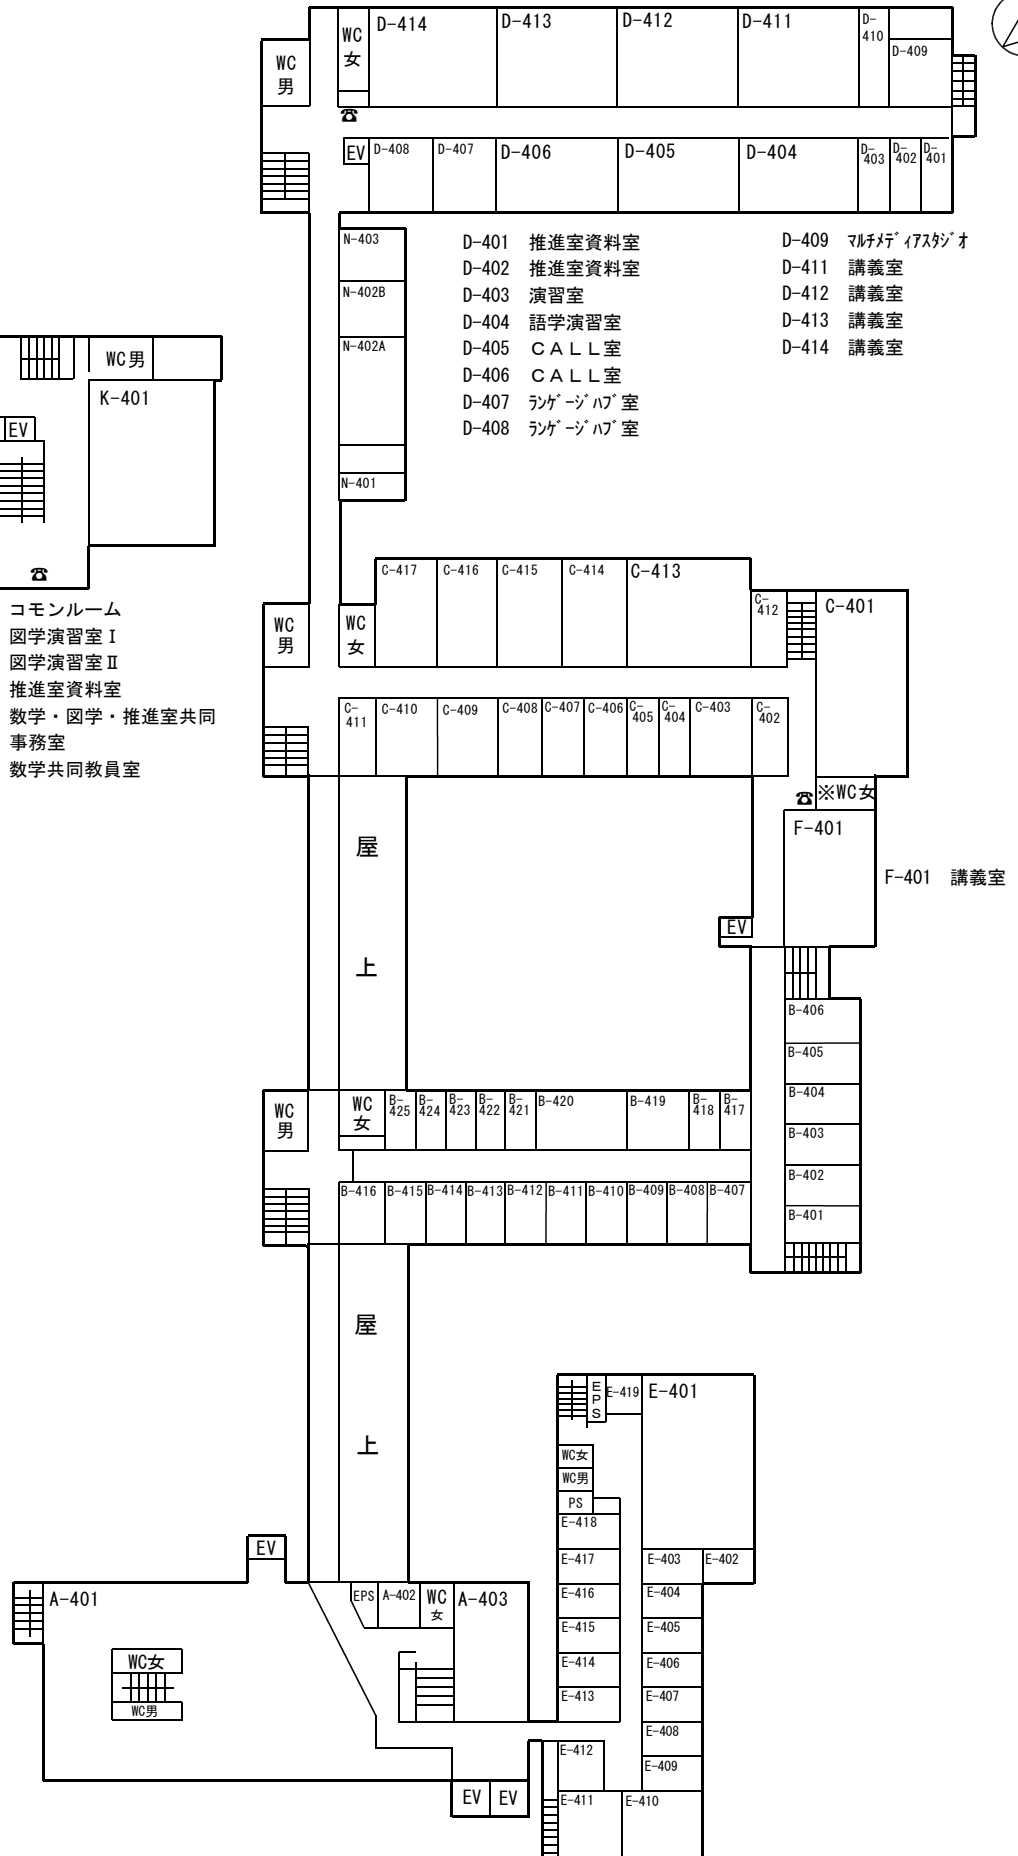 WC
女
D-414
D-413
D-412
D-411
D-
410
D-409
WC
男
EV
D-408
D-407
D-406
D-405
D-404
D-
403
D-
402
D-
401
N-403
N-402B
N-402A
N-401
D-401 推進室資料室
D-402 推進室資料室
D-403 演習室
D-404 語学演習室
D-405 ＣＡＬＬ室
D-406 ＣＡＬＬ室
D-407 ﾗﾝｹﾞｰｼﾞﾊﾌﾞ室
D-408 ﾗﾝｹﾞｰｼﾞﾊﾌﾞ室
D-409 ﾏﾙﾁﾒﾃﾞｨｱｽﾀｼﾞｵ
D-411 講義室
D-412 講義室
D-413 講義室
D-414 講義室
WC男
K-401
EV
コモンルーム
図学演習室Ⅰ
図学演習室Ⅱ
推進室資料室
数学・図学・推進室共同
事務室
数学共同教員室
C-417
C-416
C-415
C-414
C-413
C-
412
C-401
WC
男
WC
女
C-
411
C-410
C-409
C-408
C-407
C-406
C-
405
C-
404
C-403
C-
402
※WC女
F-401
F-401 講義室
EV
屋
上
B-406
B-405
B-404
B-403
B-402
B-401
WC
男
WC
女
B-
425
B-
424
B-
423
B-
422
B-
421
B-420
B-419
B-
418
B-
417
B-416
B-415
B-414
B-413
B-412
B-411
B-410
B-409
B-408
B-407
屋
上
EPS
E-419
E-401
WC女
WC男
PS
E-418
E-417
E-416
E-415
E-414
E-413
E-403
E-402
E-404
E-405
E-406
E-407
E-408
E-409
E-412
E-411
E-410
EV
A-401
EPS
A-402
WC
女
A-403
WC女
WC男
EV
EV